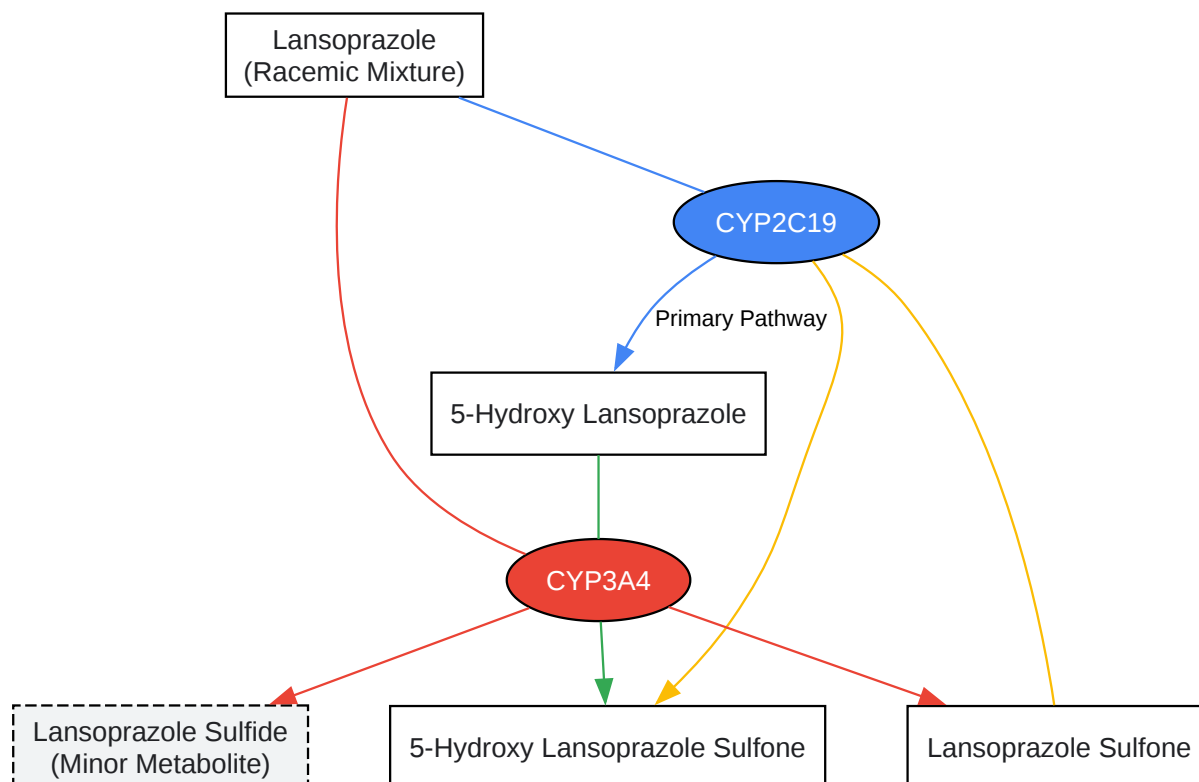 Lansoprazole
(Racemic Mixture)
CYP2C19
Primary Pathway
5-Hydroxy Lansoprazole
CYP3A4
Lansoprazole Sulfide
(Minor Metabolite)
5-Hydroxy Lansoprazole Sulfone
Lansoprazole Sulfone